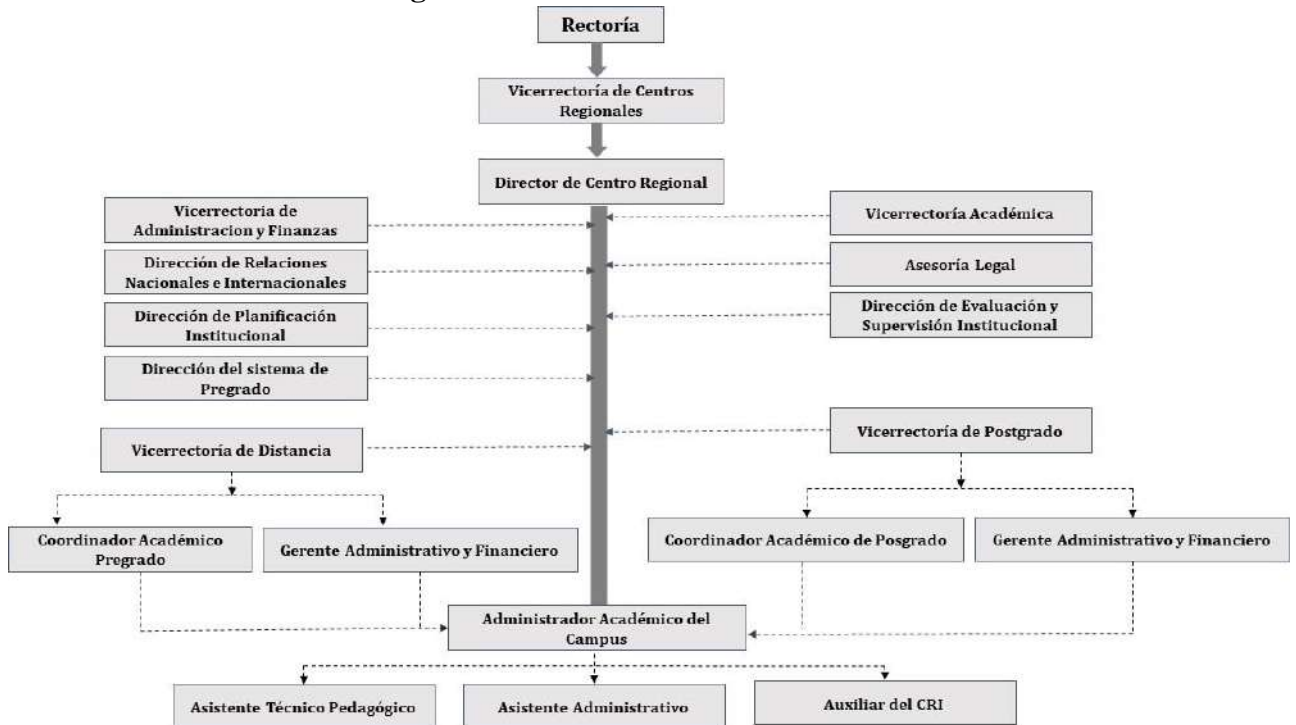 Rectoría
Vicerrectoría de Centros
Regionales
Director de Centro Regional
Vicerrectoria de
Administracion y Finanzas
Vicerrectoría Académica
Dirección de Relaciones
Nacionales e Internacionales
Asesoría Legal
Dirección de Planificación
Institucional
Dirección de Evaluación y
Supervisión Institucional
Dirección del sistema de
Pregrado
Vicerrectoría de Distancia
Vicerrectoría de Postgrado
Coordinador Académico
Pregrado
Gerente Administrativo y Financiero
Coordinador Académico de Posgrado
Gerente Administrativo y Financiero
Administrador Académico del
Campus
Asistente Técnico Pedagógico
Asistente Administrativo
Auxiliar del CRI